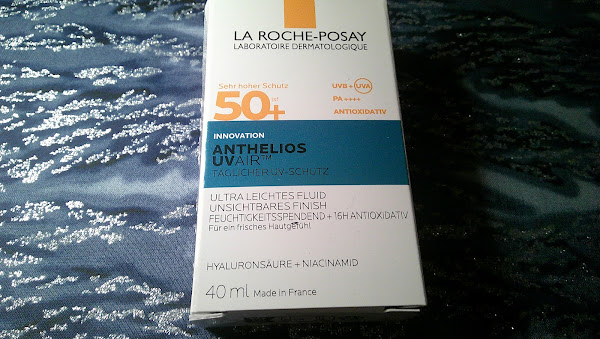 LA ROCHE-POSAY
LABORATOIRE DERMATOLOGIQUE
Sehr hoher Schutz
50+
UVB + UVA
PA ++++
ANTIOXIDATIV
INNOVATION
ANTHELIOS
UVAIR™
TÄGLICHER UV-SCHUTZ
ULTRA LEICHTES FLUID
UNSICHTBARES FINISH
FEUCHTIGKEITSSPENDEND + 16H ANTIOXIDATIV
Für ein frisches Hautgefühl
HYALURONSÄURE + NIACINAMID
40 ml Made in France